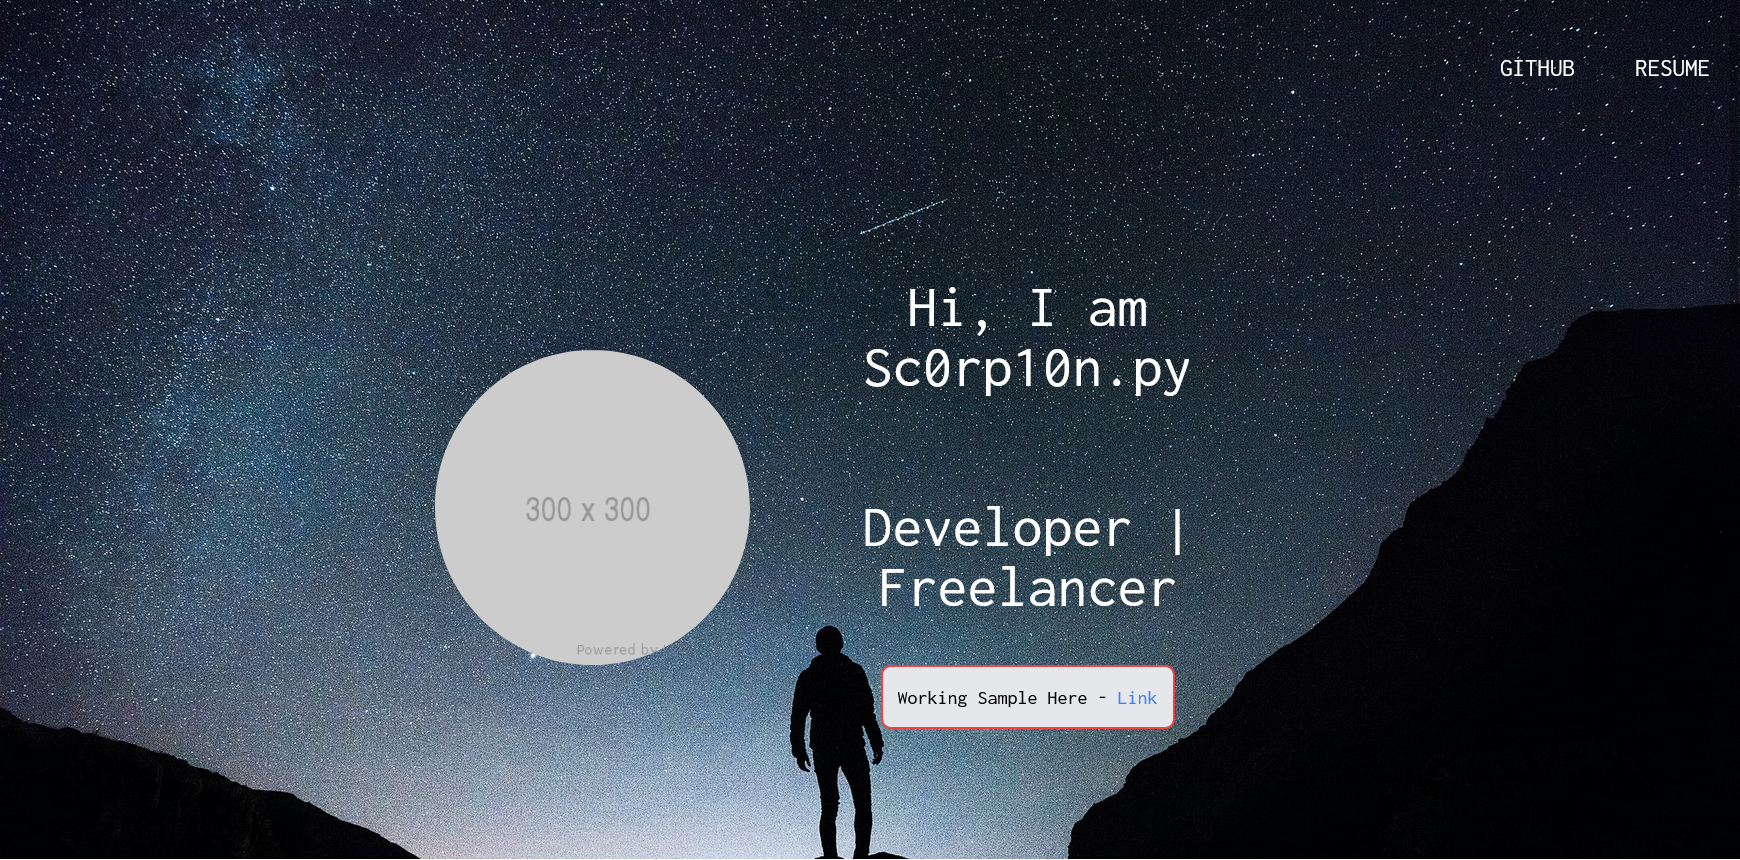 GITHUB RESUME
Hi, I am
Sc0rp10n.py
300 x 300
Powered by
Developer |
Freelancer
Working Sample Here - Link